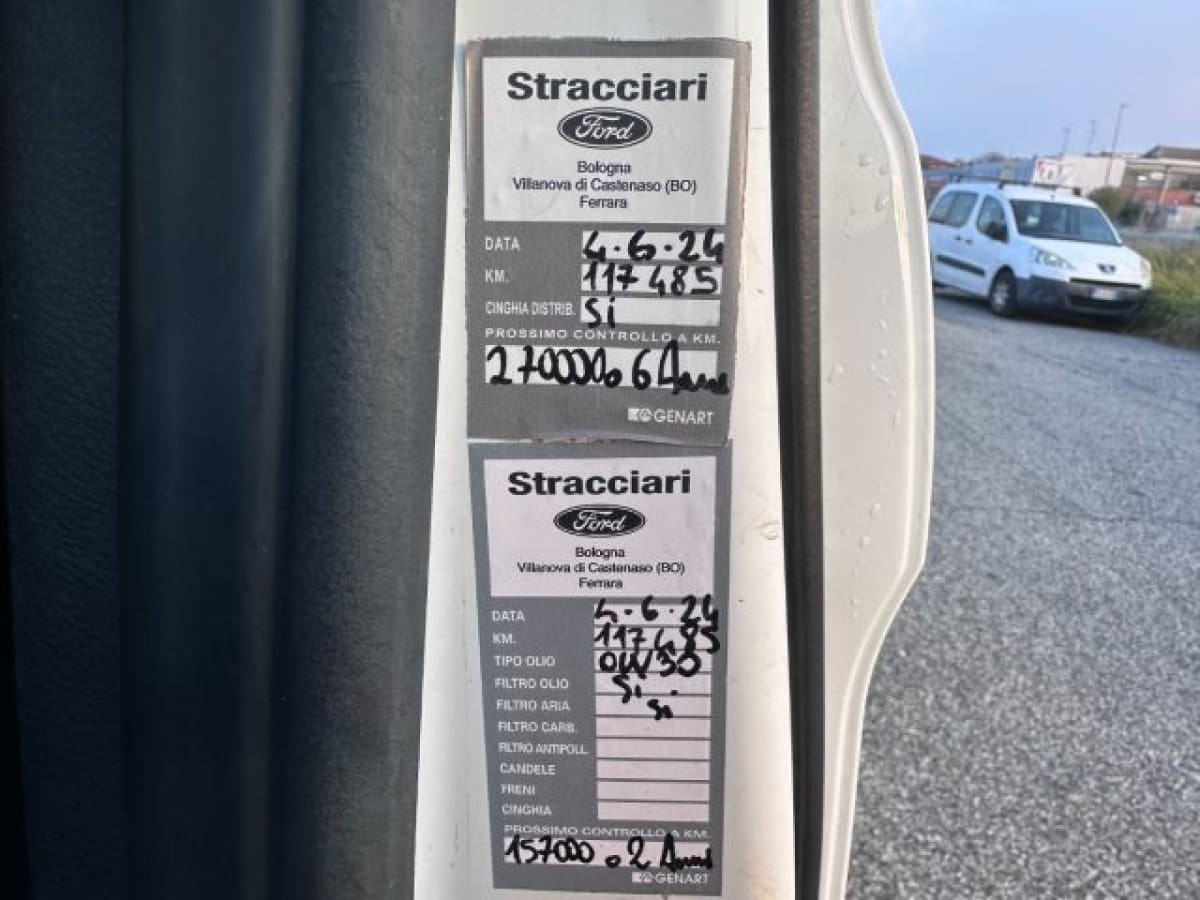 Stracciari
Ford
Bologna
Villanova di Castenaso (BO)
Ferrara
DATA 4.6.24
KM. 117485
CINGHIA DISTRIB. Si
PROSSIMO CONTROLLO A KM.
270000 o 6 Anni
GENART
Stracciari
Ford
Bologna
Villanova di Castenaso (BO)
Ferrara
DATA 4.6.24
KM. 117485
TIPO OLIO 0W30
FILTRO OLIO Si
FILTRO ARIA Si
FILTRO CARB.
FILTRO ANTIPOLL.
CANDELE
FRENI
CINGHIA
PROSSIMO CONTROLLO A KM.
157000 o 2 Anni
GENART